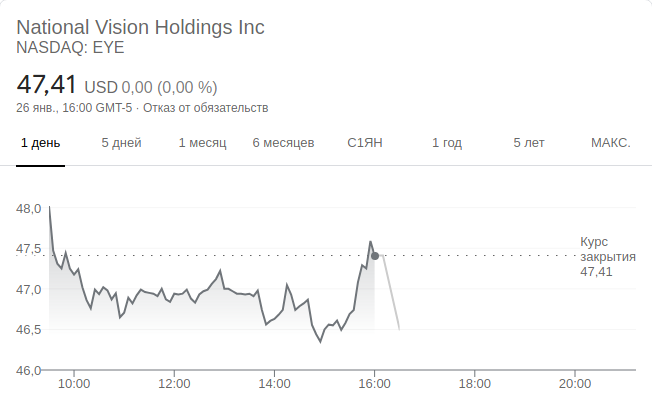 National Vision Holdings Inc
NASDAQ: EYE
47,41 USD 0,00 (0,00 %)
26 янв., 16:00 GMT-5 · Отказ от обязательств
1 день 5 дней 1 месяц 6 месяцев С1ЯН 1 год 5 лет МАКС.
48,0
47,5
47,0
46,5
46,0
Курс
закрытия
47,41
10:00 12:00 14:00 16:00 18:00 20:00